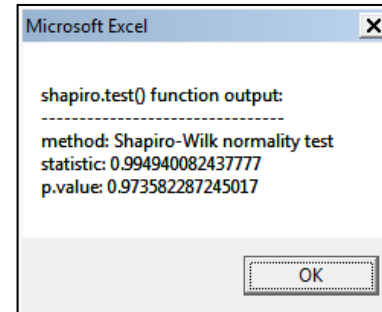 Microsoft Excel
shapiro.test() function output:
--------------------------------
method: Shapiro-Wilk normality test
statistic: 0.994940082437777
p.value: 0.973582287245017
OK